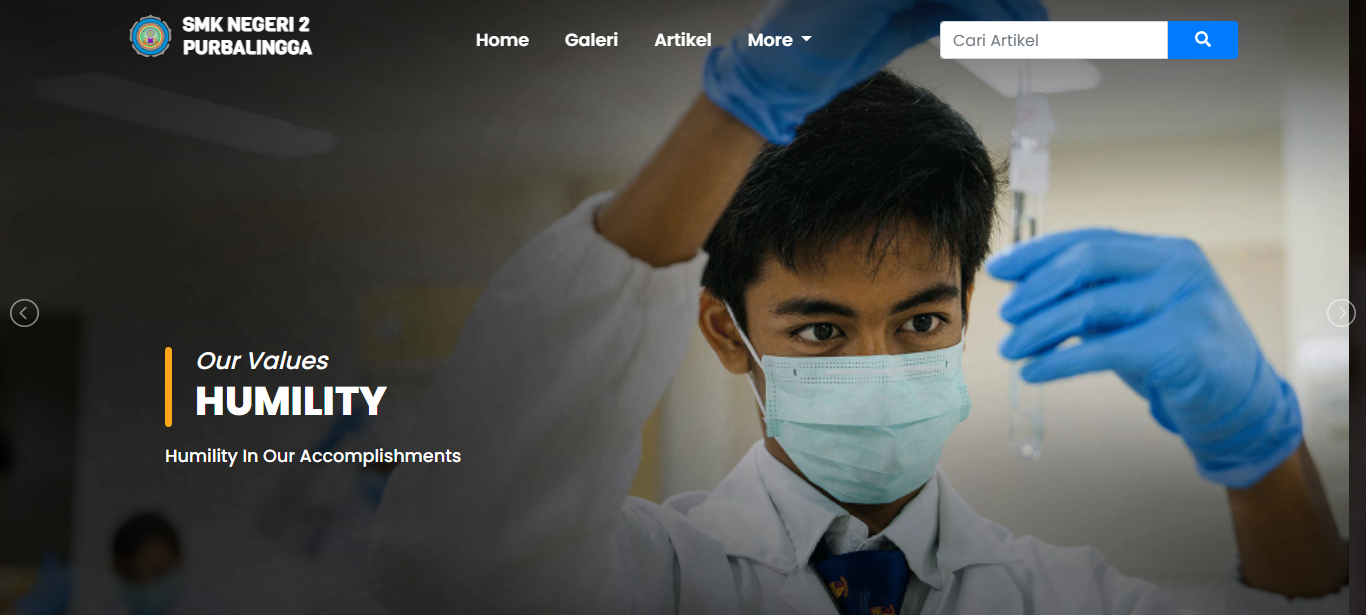 SMK NEGERI 2
PURBALINGGA
Home
Galeri
Artikel
More
Cari Artikel
Our Values
HUMILITY
Humility In Our Accomplishments